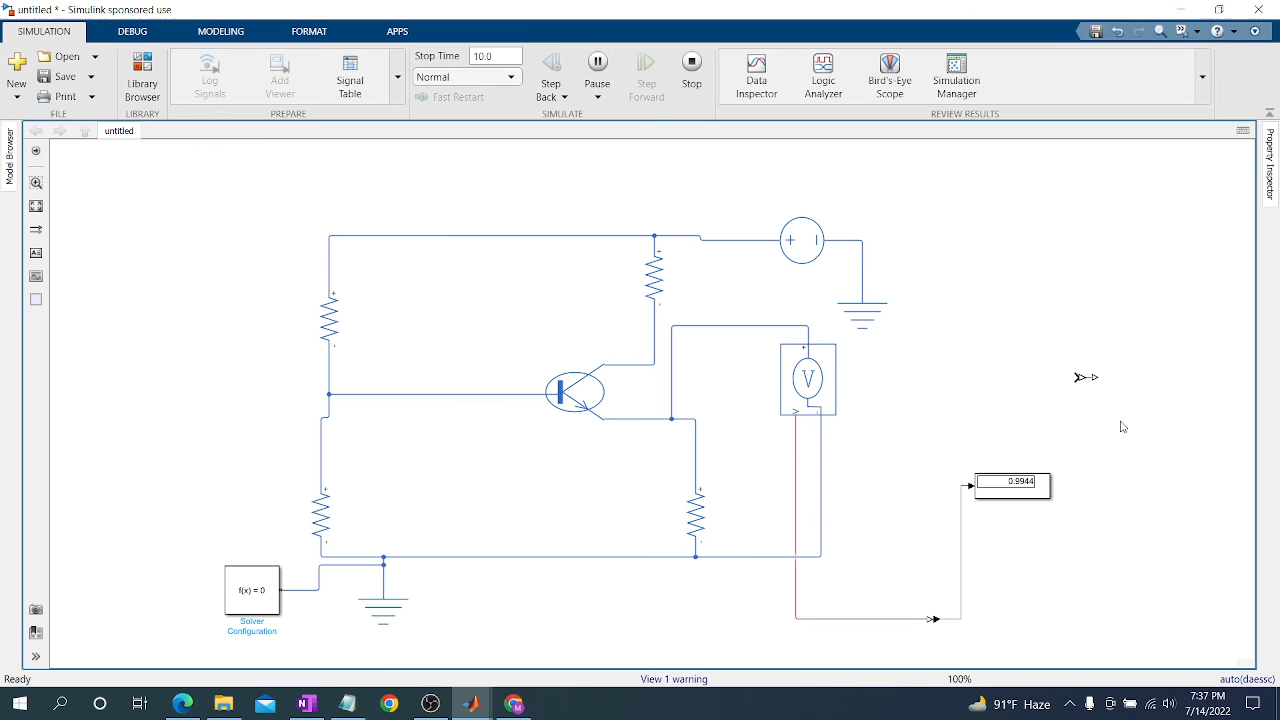 untitled * - Simulink sponsored use
SIMULATION DEBUG MODELING FORMAT APPS
New
Open
Save
Print
FILE
Library Browser
LIBRARY
Log Signals
Add Viewer
Signal Table
PREPARE
Stop Time 10.0
Normal
Fast Restart
Step Back
Pause
Step Forward
Stop
SIMULATE
Data Inspector
Logic Analyzer
Bird's-Eye Scope
Simulation Manager
REVIEW RESULTS
Model Browser
untitled
Property Inspector
V
V
0.9944
f(x) = 0
Solver
Configuration
Ready
View 1 warning
100%
auto(daessc)
91°F Haze
7:37 PM
7/14/2022